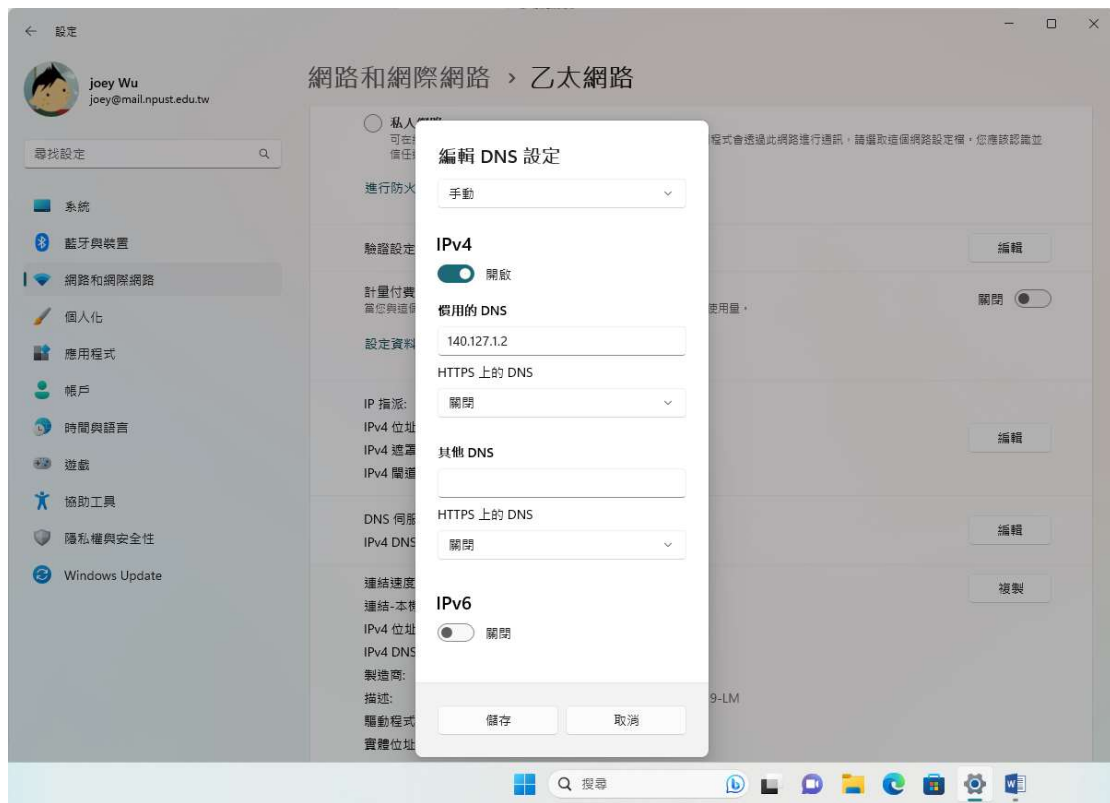 設定
joey Wu
joey@mail.npust.edu.tw
尋找設定
系統
藍牙與裝置
網路和網際網路
個人化
應用程式
帳戶
時間與語言
遊戲
協助工具
隱私權與安全性
Windows Update
網路和網際網路 › 乙太網路
私人
可在
程式會透過此網路進行通訊,請選取這個網路設定檔。您應該認識並
信任
進行防火
驗證設定
編輯
計量付費
當您與這個
使用量。
關閉
設定資料
IP 指派:
IPv4 位址
IPv4 遮罩
IPv4 閘道
編輯
DNS 伺服
IPv4 DNS
編輯
連結速度
連結-本機
IPv4 位址
IPv4 DNS
製造商:
描述:
9-LM
驅動程式
實體位址
複製
編輯 DNS 設定
手動
IPv4
開啟
慣用的 DNS
140.127.1.2
HTTPS 上的 DNS
關閉
其他 DNS
HTTPS 上的 DNS
關閉
IPv6
關閉
儲存
取消
搜尋